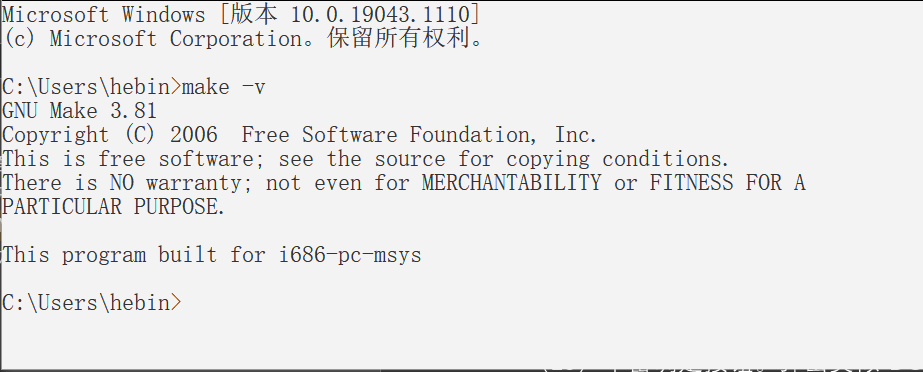 Microsoft Windows [版本 10.0.19043.1110]
(c) Microsoft Corporation。保留所有权利。
C:\Users\hebin>make -v
GNU Make 3.81
Copyright (C) 2006  Free Software Foundation, Inc.
This is free software; see the source for copying conditions.
There is NO warranty; not even for MERCHANTABILITY or FITNESS FOR A
PARTICULAR PURPOSE.
This program built for i686-pc-msys
C:\Users\hebin>